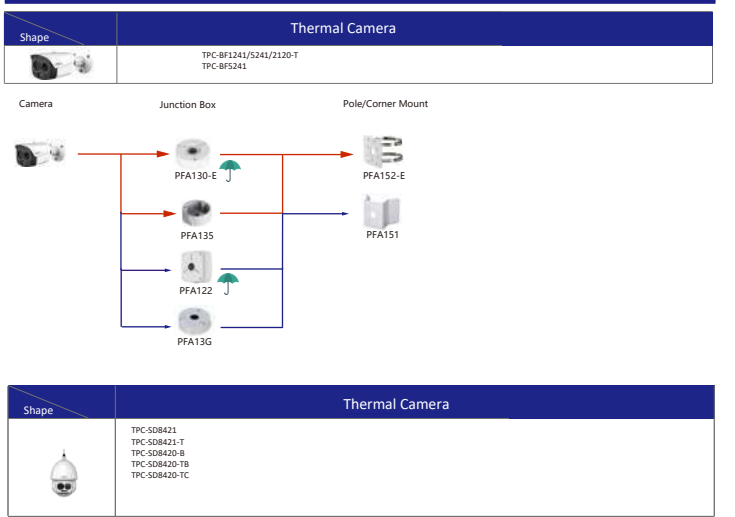 Shape
Thermal Camera
TPC-BF1241/5241/2120-T
TPC-BF5241
Camera
Junction Box
Pole/Corner Mount
PFA130-E
PFA152-E
PFA135
PFA151
PFA122
PFA13G
Shape
Thermal Camera
TPC-SD8421
TPC-SD8421-T
TPC-SD8420-B
TPC-SD8420-TB
TPC-SD8420-TC